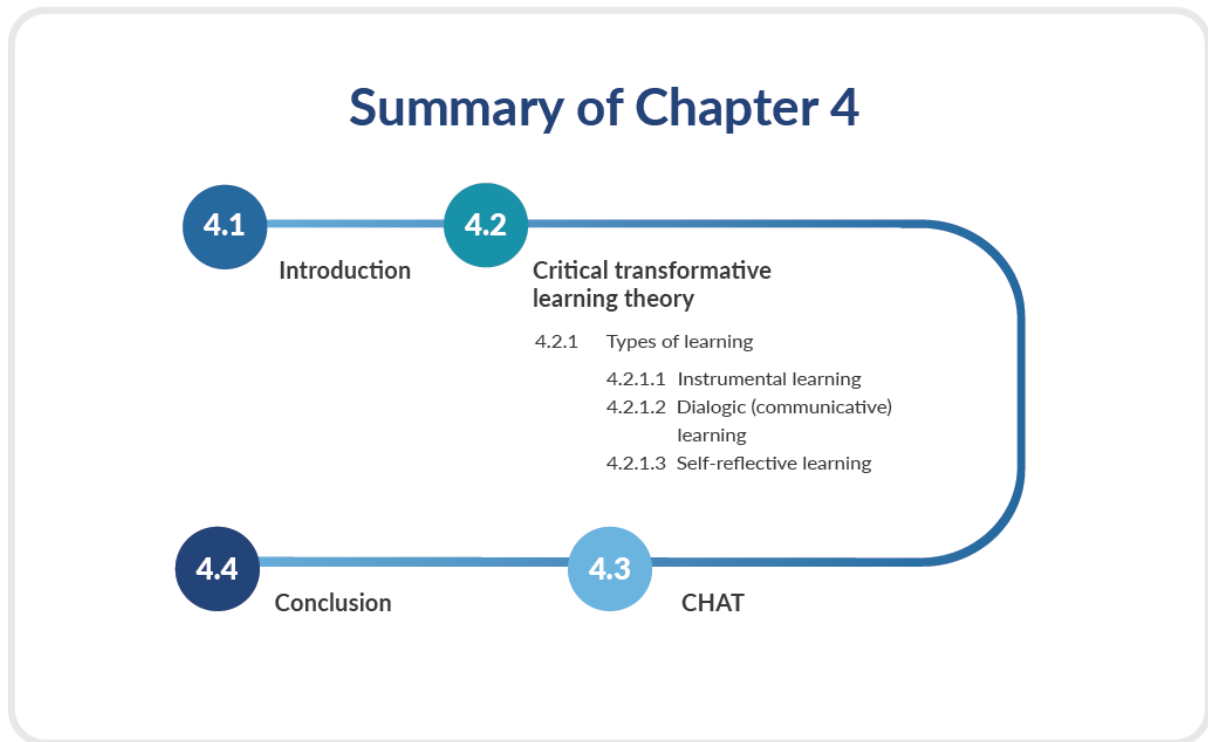 Summary of Chapter 4
4.1
Introduction
4.2
Critical transformative
learning theory
4.2.1 Types of learning
4.2.1.1 Instrumental learning
4.2.1.2 Dialogic (communicative)
learning
4.2.1.3 Self-reflective learning
4.3
CHAT
4.4
Conclusion